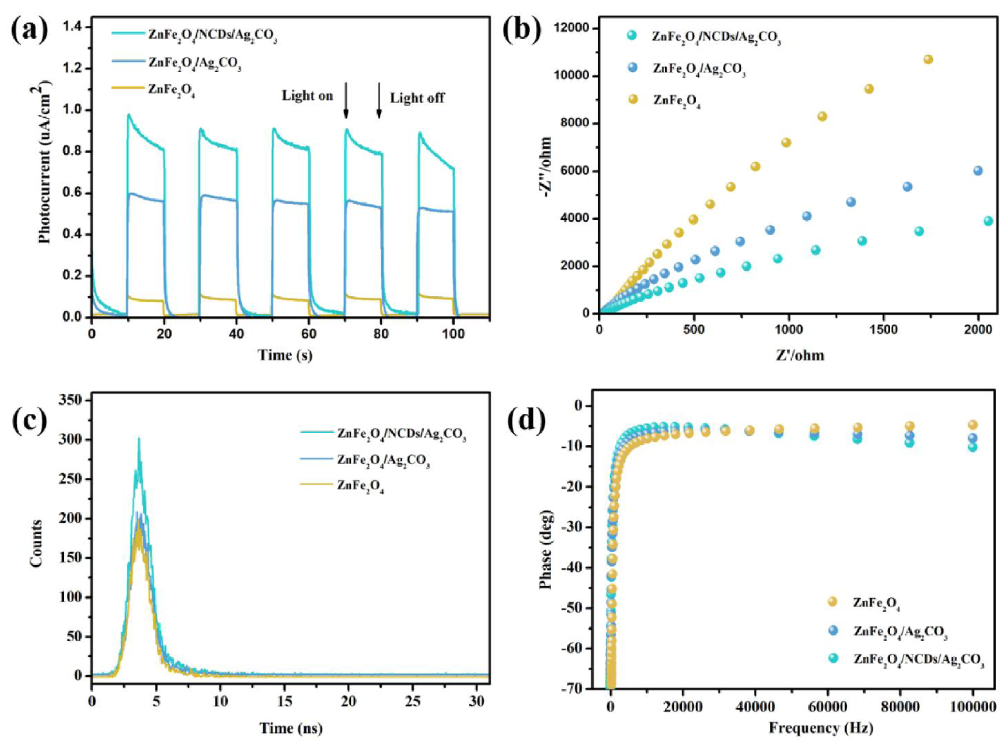 (a)
1.4
1.2
1.0
0.8
0.6
0.4
0.2
0.0
Photocurrent (uA/cm²)
ZnFe₂O₄/NCDs/Ag₂CO₃
ZnFe₂O₄/Ag₂CO₃
ZnFe₂O₄
Light on
Light off
0 20 40 60 80 100
Time (s)
(b)
12000
10000
8000
6000
4000
2000
0
-Z''/ohm
ZnFe₂O₄/NCDs/Ag₂CO₃
ZnFe₂O₄/Ag₂CO₃
ZnFe₂O₄
0 500 1000 1500 2000
Z'/ohm
(c)
350
300
250
200
150
100
50
0
Counts
ZnFe₂O₄/NCDs/Ag₂CO₃
ZnFe₂O₄/Ag₂CO₃
ZnFe₂O₄
0 5 10 15 20 25 30
Time (ns)
(d)
0
-10
-20
-30
-40
-50
-60
-70
Phase (deg)
ZnFe₂O₄
ZnFe₂O₄/Ag₂CO₃
ZnFe₂O₄/NCDs/Ag₂CO₃
0 20000 40000 60000 80000 100000
Frequency (Hz)